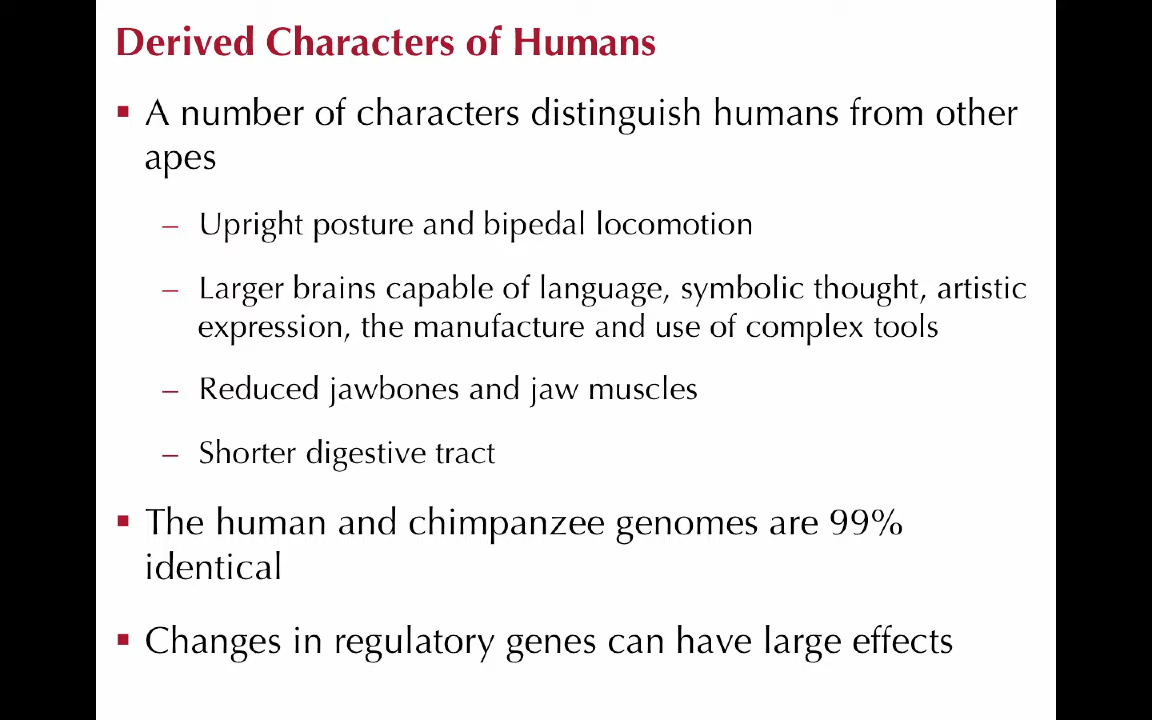 Derived Characters of Humans
▪ A number of characters distinguish humans from other
apes
– Upright posture and bipedal locomotion
– Larger brains capable of language, symbolic thought, artistic
expression, the manufacture and use of complex tools
– Reduced jawbones and jaw muscles
– Shorter digestive tract
▪ The human and chimpanzee genomes are 99%
identical
▪ Changes in regulatory genes can have large effects